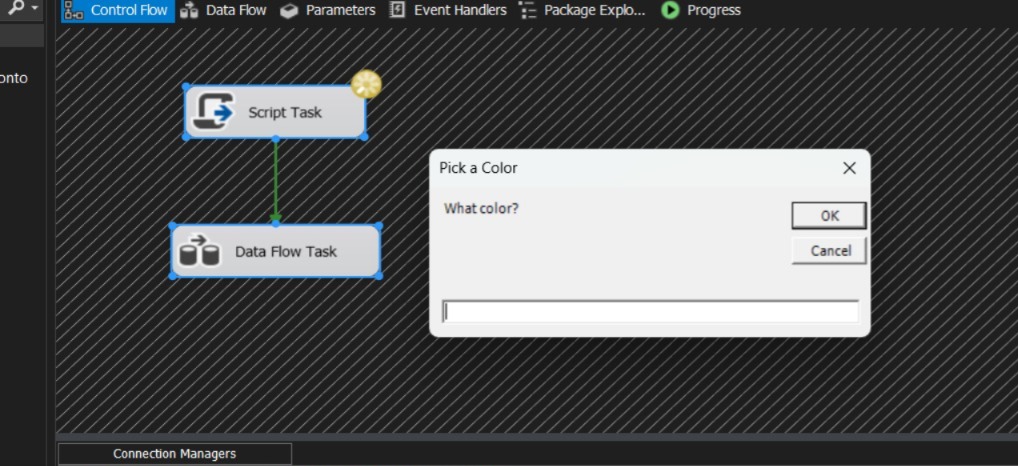 Control Flow Data Flow Parameters Event Handlers Package Explo... Progress
onto
Script Task
Pick a Color
What color?
OK
Cancel
Data Flow Task
Connection Managers